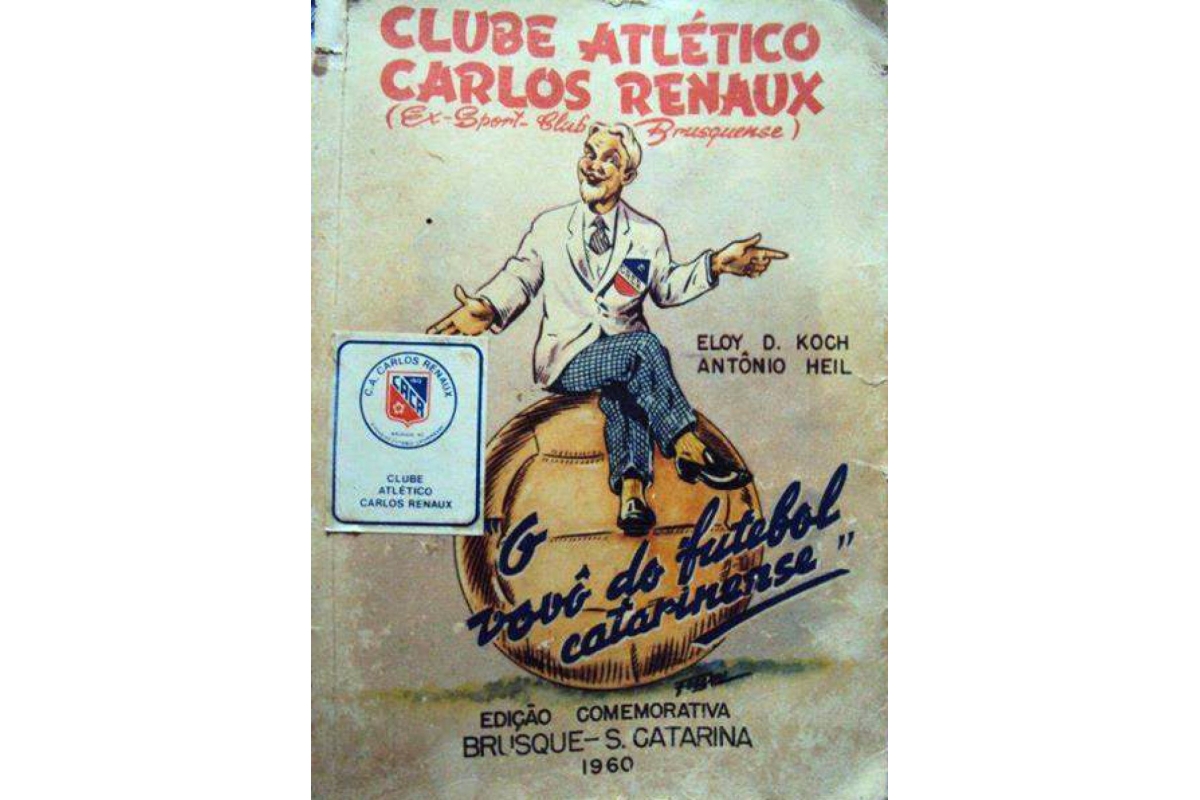 CLUBE ATLÉTICO
CARLOS RENAUX
(Ex-Sport-Club Brusquense)
CACR
ELOY D. KOCH
ANTÔNIO HEIL
C.A. CARLOS RENAUX
CACR
CLUBE
ATLÉTICO
CARLOS RENAUX
"O
vovô do futebol
catarinense"
EDIÇÃO COMEMORATIVA
BRUSQUE - S. CATARINA
1960